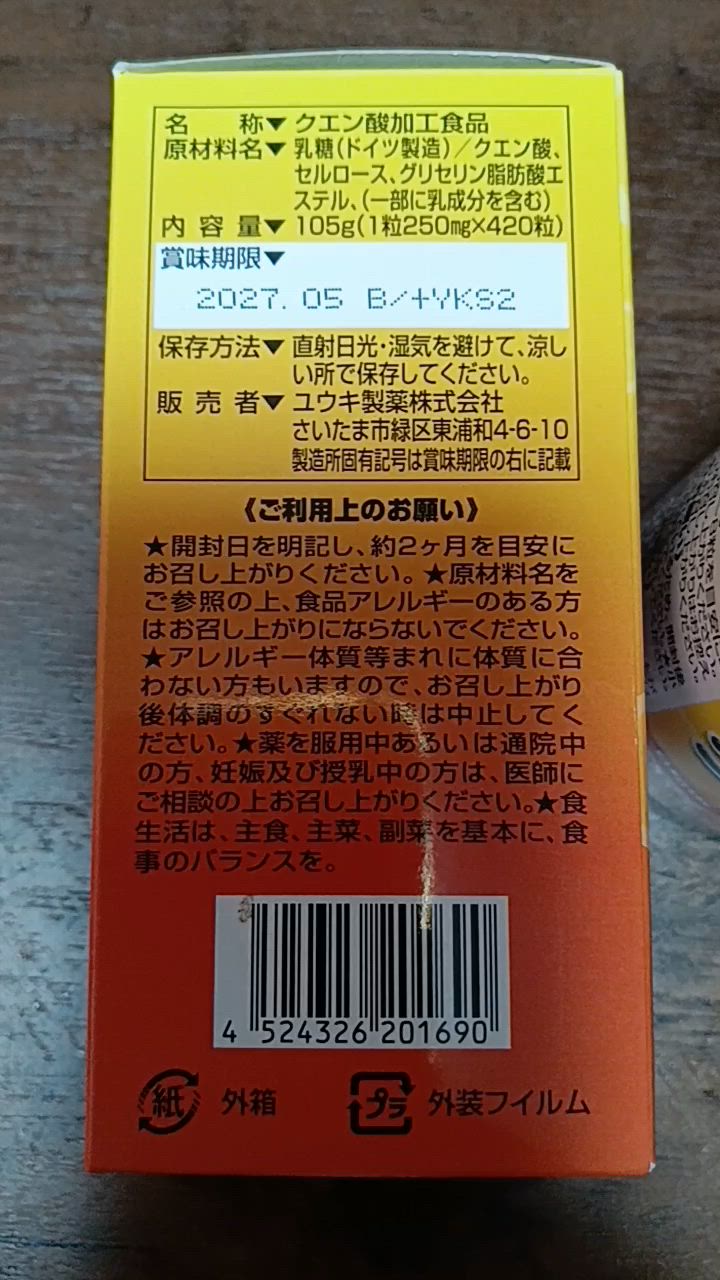 名　　称▼ クエン酸加工食品
原材料名▼ 乳糖(ドイツ製造)／クエン酸、
セルロース、グリセリン脂肪酸エ
ステル、(一部に乳成分を含む)
内 容 量▼ 105g(1粒250㎎×420粒)
賞味期限▼
2027. 05 B/+YKS2
保存方法▼ 直射日光・湿気を避けて、涼し
い所で保存してください。
販 売 者▼ ユウキ製薬株式会社
さいたま市緑区東浦和4-6-10
製造所固有記号は賞味期限の右に記載
《ご利用上のお願い》
★開封日を明記し、約2ヶ月を目安に
お召し上がりください。★原材料名を
ご参照の上、食品アレルギーのある方
はお召し上がりにならないでください。
★アレルギー体質等まれに体質に合
わない方もいますので、お召し上がり
後体調のすぐれない時は中止してく
ださい。★薬を服用中あるいは通院中
の方、妊娠及び授乳中の方は、医師に
ご相談の上お召し上がりください。★食
生活は、主食、主菜、副菜を基本に、食
事のバランスを。
4 524326 201690
紙 外箱 プラ 外装フイルム